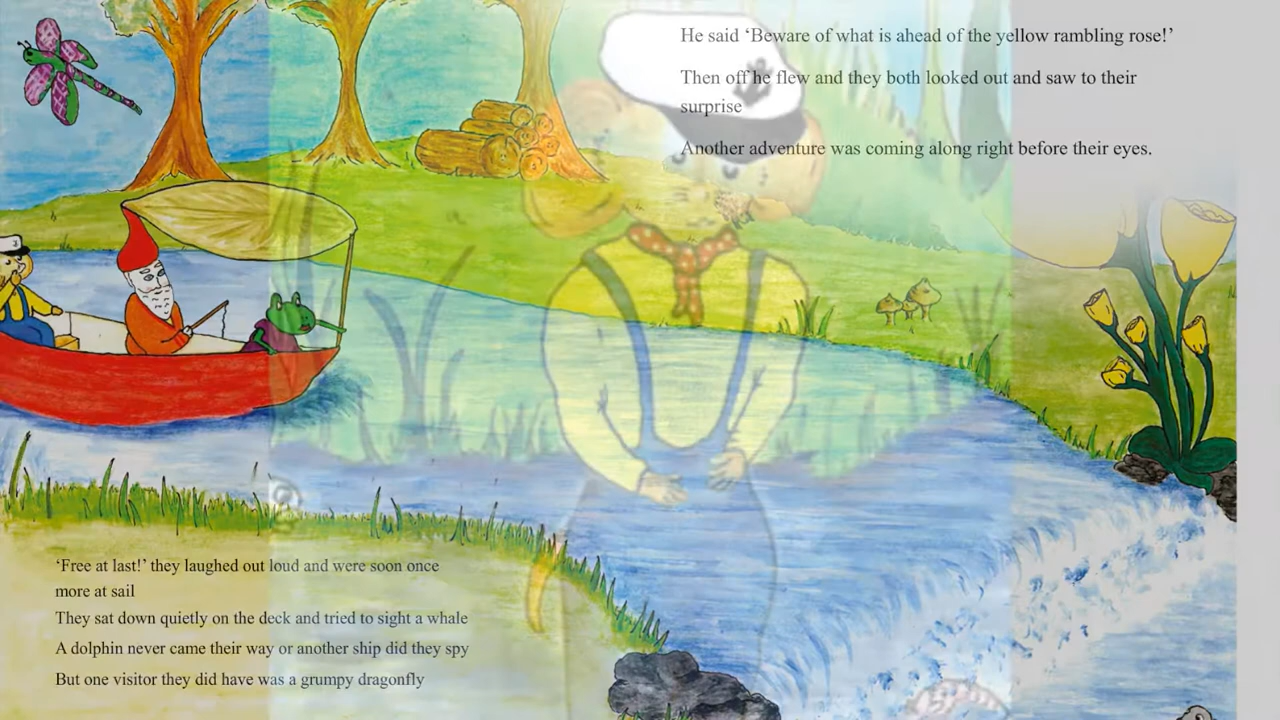 ‘Free at last!’ they laughed out loud and were soon once
more at sail
They sat down quietly on the deck and tried to sight a whale
A dolphin never came their way or another ship did they spy
But one visitor they did have was a grumpy dragonfly
He said ‘Beware of what is ahead of the yellow rambling rose!’
Then off he flew and they both looked out and saw to their
surprise
Another adventure was coming along right before their eyes.